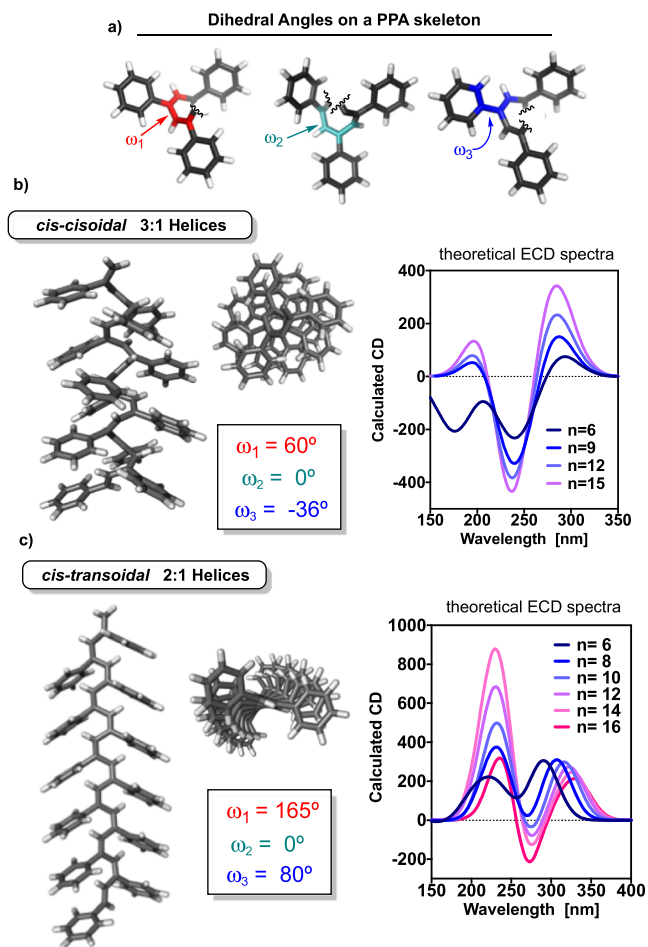 Dihedral Angles on a PPA skeleton
a)
ω1
ω2
ω3
b)
cis-cisoidal 3:1 Helices
theoretical ECD spectra
400
200
0
-200
-400
Calculated CD
n=6
n=9
n=12
n=15
150 200 250 300 350
Wavelength [nm]
ω1 = 60º
ω2 = 0º
ω3 = -36º
c)
cis-transoidal 2:1 Helices
theoretical ECD spectra
1000
800
600
400
200
0
-200
Calculated CD
n= 6
n= 8
n= 10
n= 12
n= 14
n= 16
150 200 250 300 350 400
Wavelength [nm]
ω1 = 165º
ω2 = 0º
ω3 = 80º